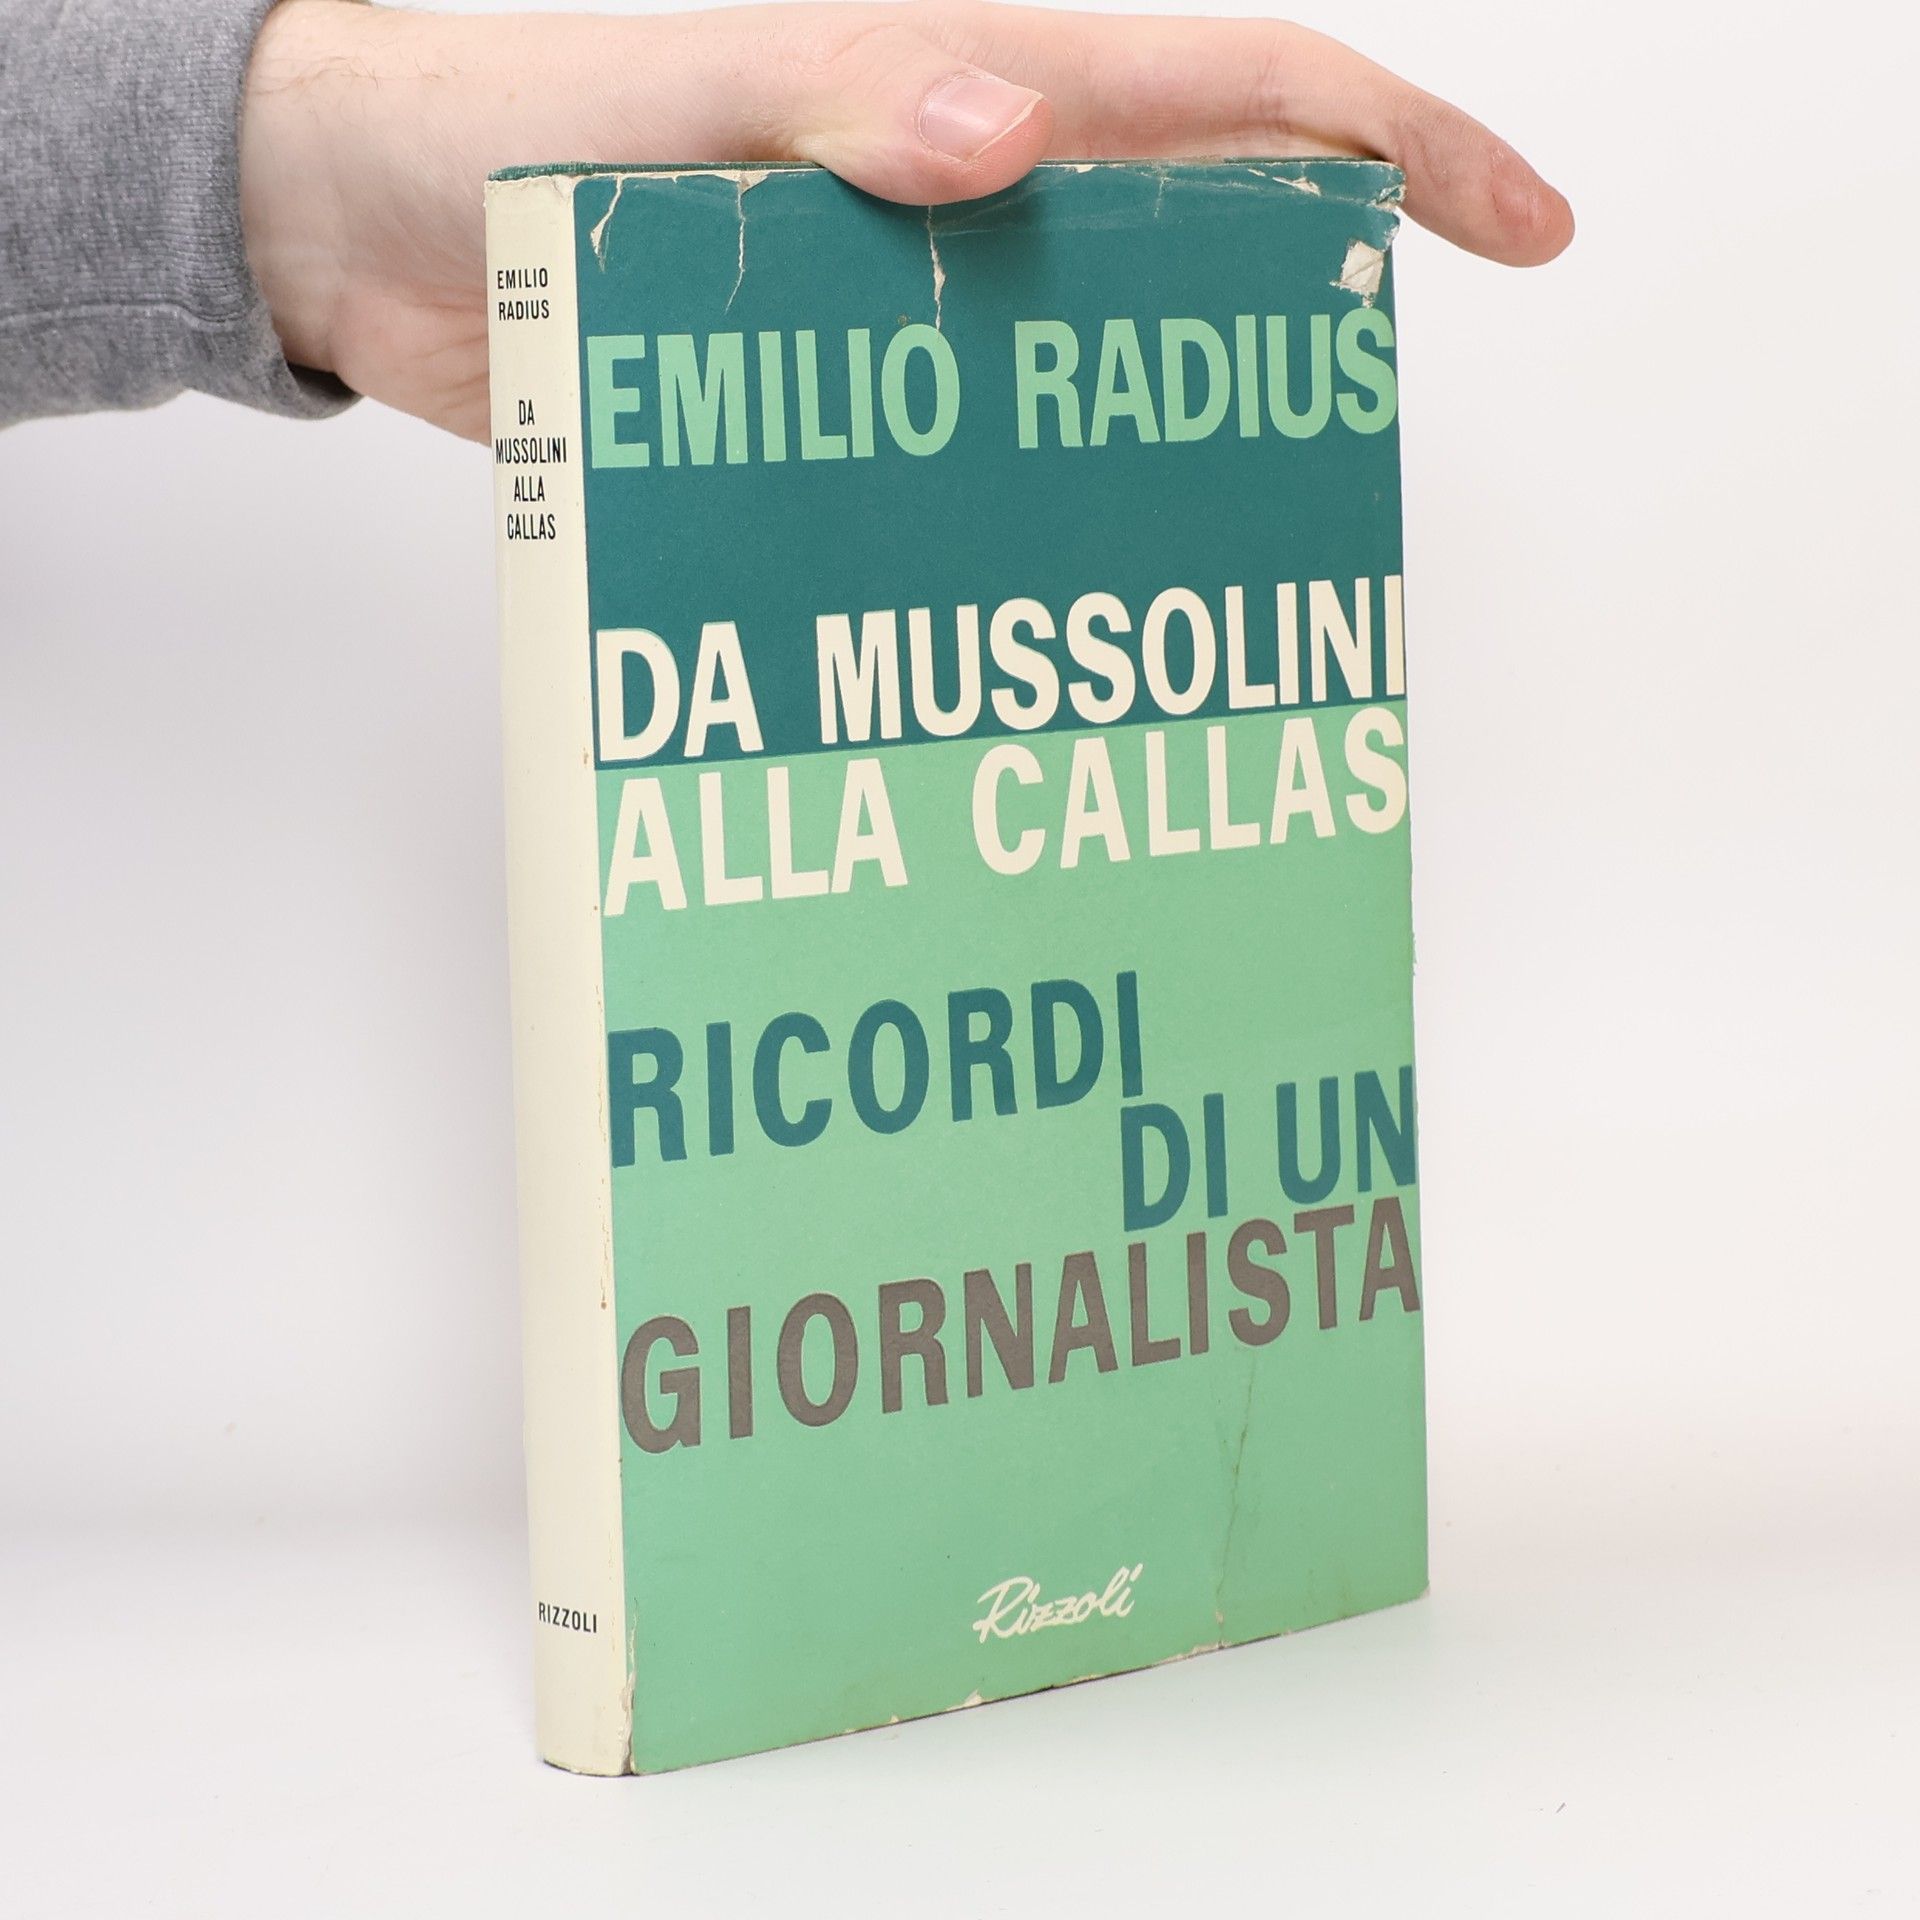 EMILIO
RADIUS
DA
MUSSOLINI
ALLA
CALLAS
RIZZOLI
EMILIO RADIUS
DA MUSSOLINI
ALLA CALLAS
RICORDI
DI UN
GIORNALISTA
Rizzoli